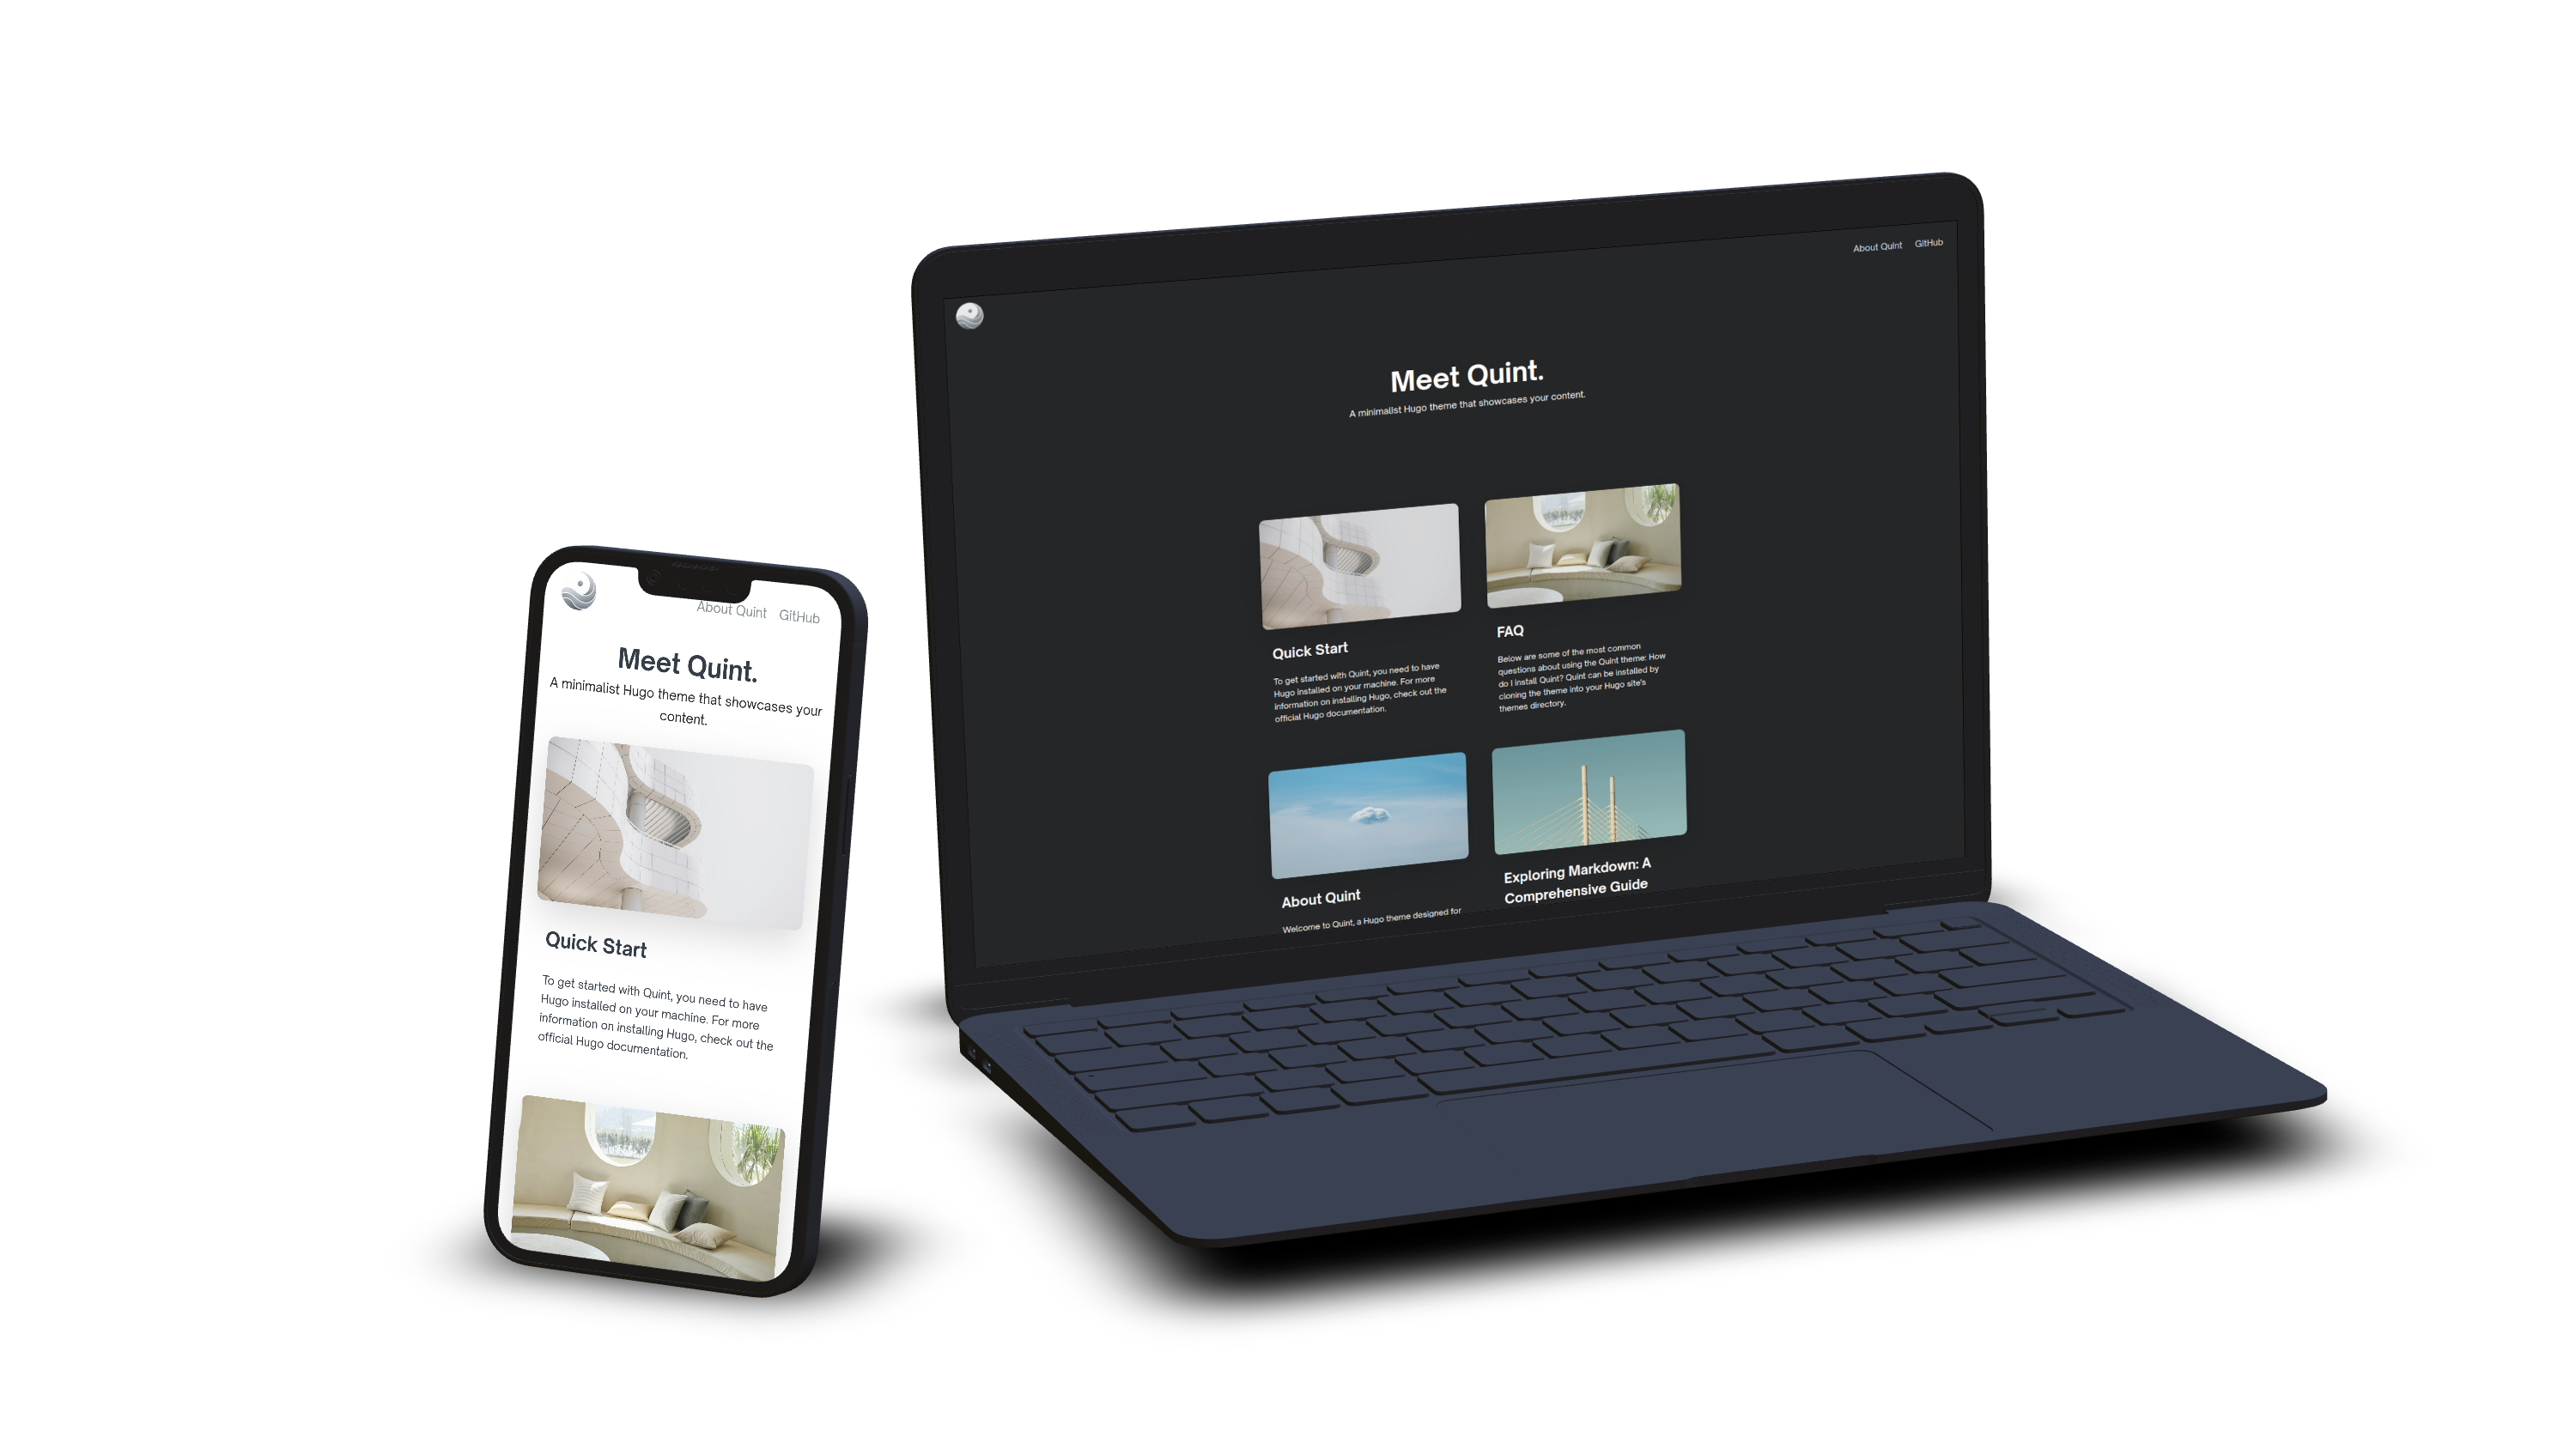 About Quint GitHub
Meet Quint.
A minimalist Hugo theme that showcases your
content.
Quick Start
To get started with Quint, you need to have
Hugo installed on your machine. For more
information on installing Hugo, check out the
official Hugo documentation.
About Quint GitHub
Meet Quint.
A minimalist Hugo theme that showcases your content.
Quick Start
To get started with Quint, you need to have
Hugo installed on your machine. For more
information on installing Hugo, check out the
official Hugo documentation.
FAQ
Below are some of the most common
questions about using the Quint theme: How
do I install Quint? Quint can be installed by
cloning the theme into your Hugo site's
themes directory.
About Quint
Welcome to Quint, a Hugo theme designed for
Exploring Markdown: A
Comprehensive Guide